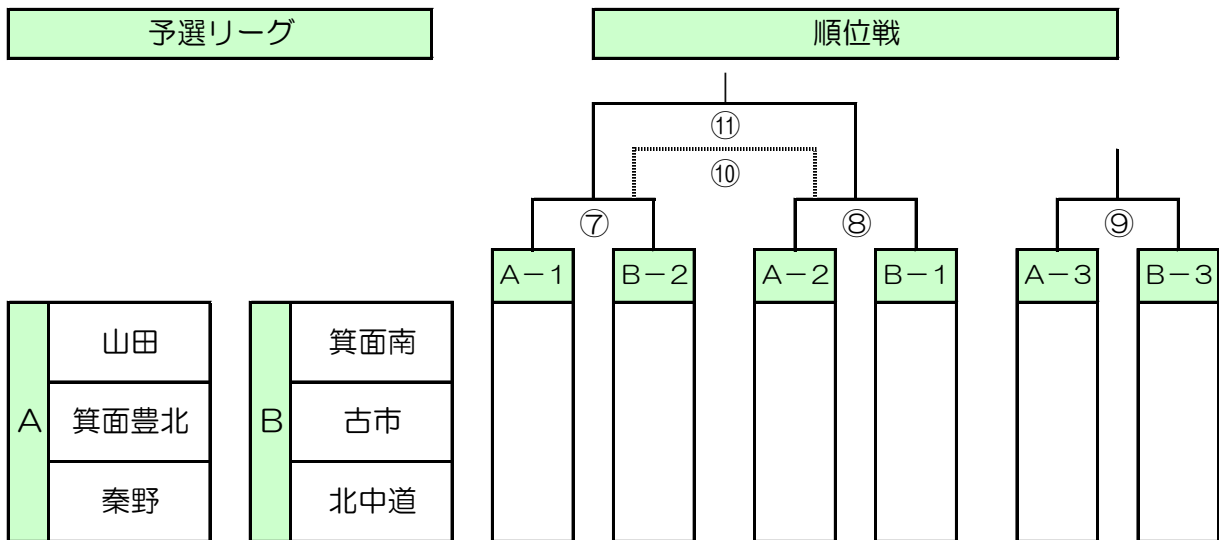 予選リーグ
順位戦
⑪
⑩
⑦
⑧
⑨
A-1
B-2
A-2
B-1
A-3
B-3
A
山田
箕面豊北
秦野
B
箕面南
古市
北中道